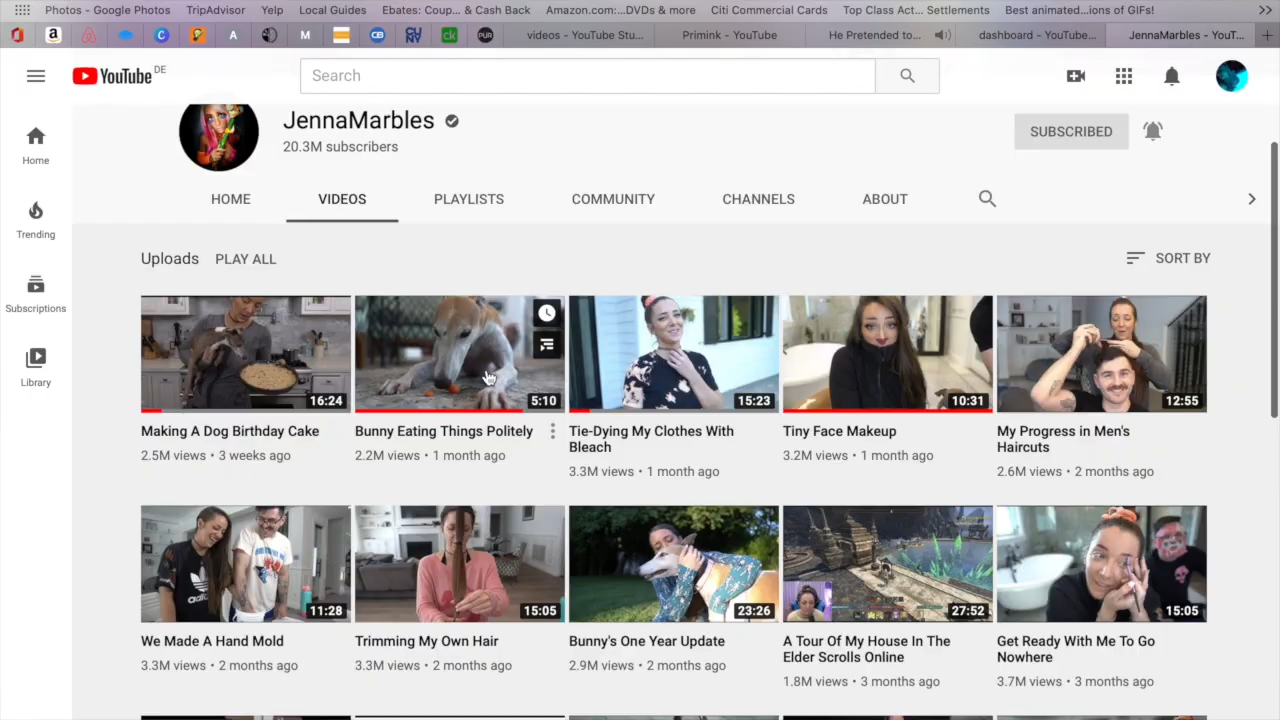 Photos - Google Photos TripAdvisor Yelp Local Guides Ebates: Coup... & Cash Back Amazon.com:...DVDs & more Citi Commercial Cards Top Class Act... Settlements Best animated...ions of GIFs!
a C A M CB ck PUR videos - YouTube Stu... Primink - YouTube He Pretended to... dashboard - YouTube... JennaMarbles - YouT...
YouTube DE
Search
JennaMarbles
20.3M subscribers
SUBSCRIBED
HOME VIDEOS PLAYLISTS COMMUNITY CHANNELS ABOUT
Home
Trending
Subscriptions
Library
Uploads PLAY ALL SORT BY
16:24 5:10 15:23 10:31 12:55
Making A Dog Birthday Cake
2.5M views • 3 weeks ago
Bunny Eating Things Politely
2.2M views • 1 month ago
Tie-Dying My Clothes With
Bleach
3.3M views • 1 month ago
Tiny Face Makeup
3.2M views • 1 month ago
My Progress in Men's
Haircuts
2.6M views • 2 months ago
adidas
11:28 15:05 23:26 27:52 15:05
We Made A Hand Mold
3.3M views • 2 months ago
Trimming My Own Hair
3.3M views • 2 months ago
Bunny's One Year Update
2.9M views • 2 months ago
A Tour Of My House In The
Elder Scrolls Online
1.8M views • 3 months ago
Get Ready With Me To Go
Nowhere
3.7M views • 3 months ago